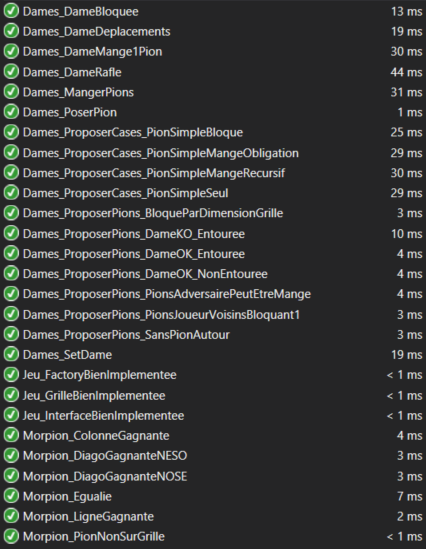 Dames_DameBloquee 13 ms
Dames_DameDeplacements 19 ms
Dames_DameMange1Pion 30 ms
Dames_DameRafle 44 ms
Dames_MangerPions 31 ms
Dames_PoserPion 1 ms
Dames_ProposerCases_PionSimpleBloque 25 ms
Dames_ProposerCases_PionSimpleMangeObligation 29 ms
Dames_ProposerCases_PionSimpleMangeRecursif 30 ms
Dames_ProposerCases_PionSimpleSeul 29 ms
Dames_ProposerPions_BloqueParDimensionGrille 3 ms
Dames_ProposerPions_DameKO_Entouree 10 ms
Dames_ProposerPions_DameOK_Entouree 4 ms
Dames_ProposerPions_DameOK_NonEntouree 4 ms
Dames_ProposerPions_PionsAdversairePeutEtreMange 4 ms
Dames_ProposerPions_PionsJoueurVoisinsBloquant1 3 ms
Dames_ProposerPions_SansPionAutour 3 ms
Dames_SetDame 19 ms
Jeu_FactoryBienImplementee < 1 ms
Jeu_GrilleBienImplementee < 1 ms
Jeu_InterfaceBienImplementee < 1 ms
Morpion_ColonneGagnante 4 ms
Morpion_DiagoGagnanteNESO 3 ms
Morpion_DiagoGagnanteNOSE 3 ms
Morpion_Egualie 7 ms
Morpion_LigneGagnante 2 ms
Morpion_PionNonSurGrille < 1 ms